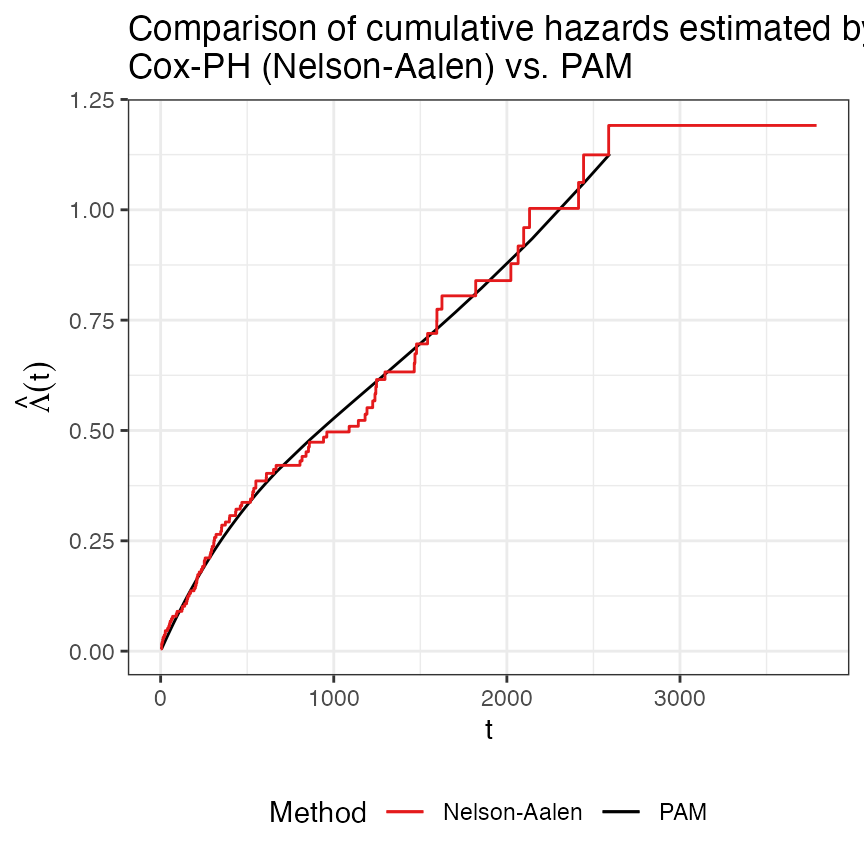 Comparison of cumulative hazards estimated by
Cox-PH (Nelson-Aalen) vs. PAM
1.25
1.00
0.75
0.50
0.25
0.00
Λ̂(t)
0 1000 2000 3000
t
Method Nelson-Aalen PAM